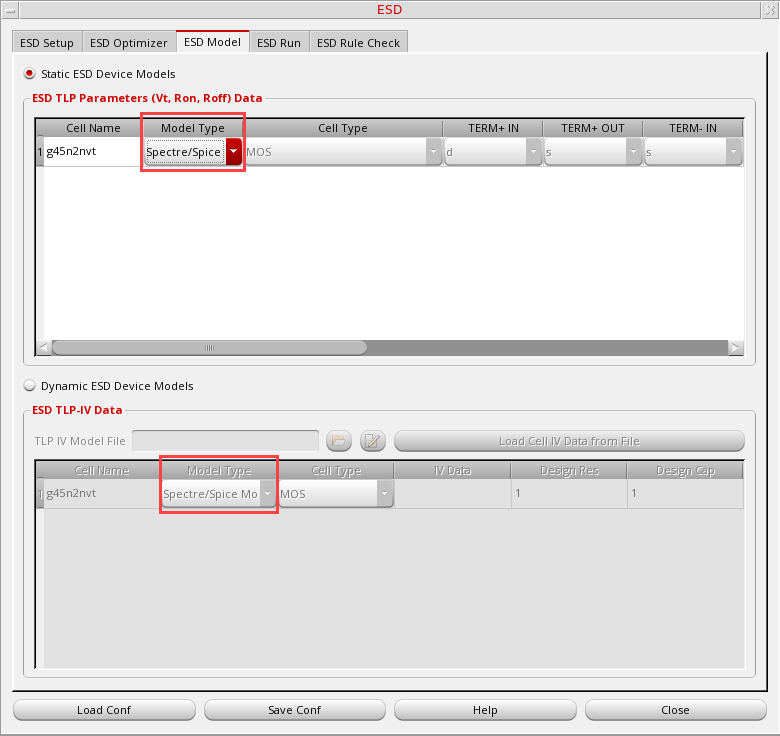 ESD
ESD Setup ESD Optimizer ESD Model ESD Run ESD Rule Check
Static ESD Device Models
ESD TLP Parameters (Vt, Ron, Roff) Data
Cell Name Model Type Cell Type TERM+ IN TERM+ OUT TERM- IN
1 g45n2nvt Spectre/Spice MOS d s s
Dynamic ESD Device Models
ESD TLP-IV Data
TLP IV Model File Load Cell IV Data from File
Cell Name Model Type Cell Type IV Data Design Res Design Cap
1 g45n2nvt Spectre/Spice Mo MOS 1 1
Load Conf Save Conf Help Close